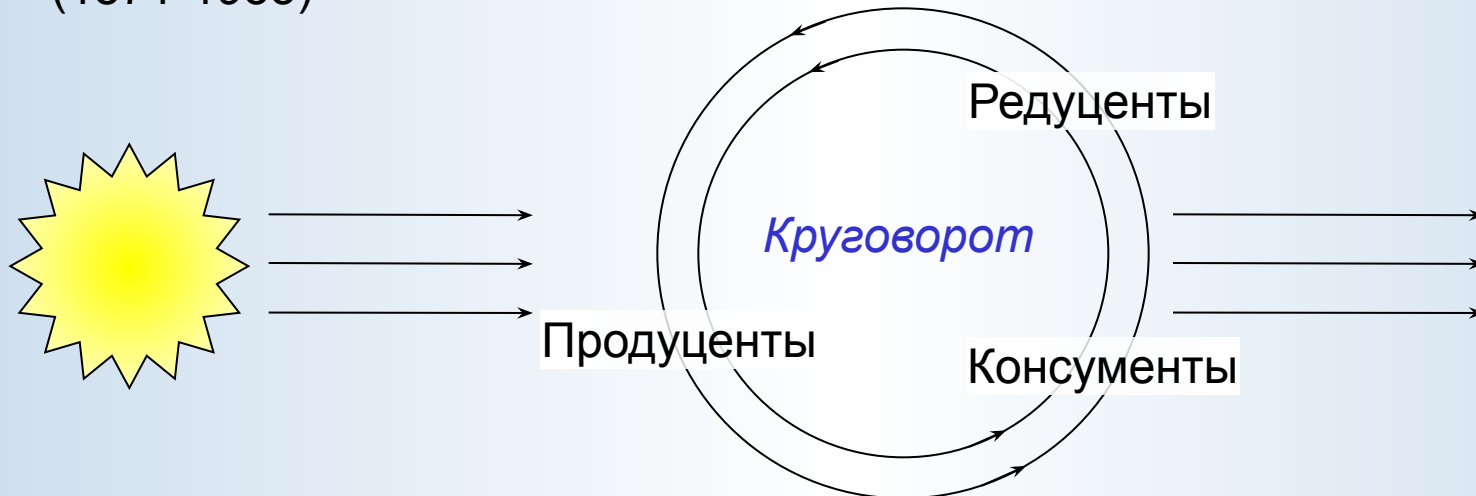 Редуценты
Круговорот
Продуценты
Консументы